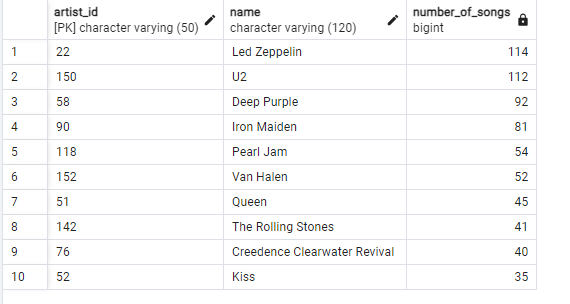 artist_id name number_of_songs
[PK] character varying (50) character varying (120) bigint
1 22 Led Zeppelin 114
2 150 U2 112
3 58 Deep Purple 92
4 90 Iron Maiden 81
5 118 Pearl Jam 54
6 152 Van Halen 52
7 51 Queen 45
8 142 The Rolling Stones 41
9 76 Creedence Clearwater Revival 40
10 52 Kiss 35